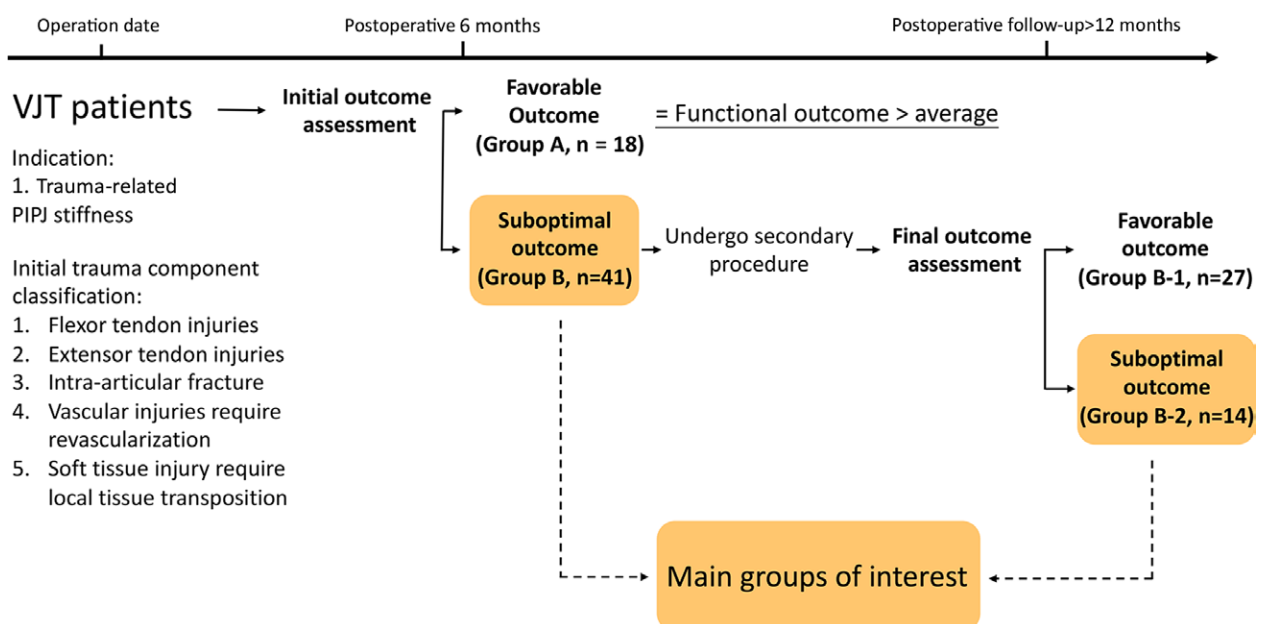 Operation date
Postoperative 6 months
Postoperative follow-up>12 months
VJT patients
Indication:
1. Trauma-related
PIPJ stiffness
Initial trauma component
classification:
1. Flexor tendon injuries
2. Extensor tendon injuries
3. Intra-articular fracture
4. Vascular injuries require
revascularization
5. Soft tissue injury require
local tissue transposition
Initial outcome
assessment
Favorable
Outcome
(Group A, n = 18)
= Functional outcome > average
Suboptimal
outcome
(Group B, n=41)
Undergo secondary
procedure
Final outcome
assessment
Favorable
outcome
(Group B-1, n=27)
Suboptimal
outcome
(Group B-2, n=14)
Main groups of interest